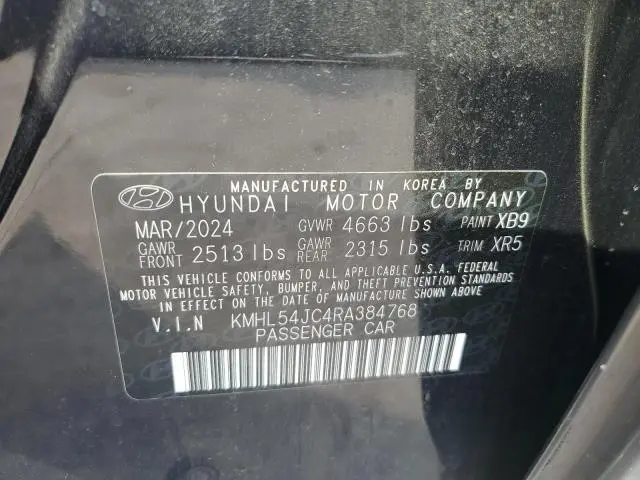 MANUFACTURED IN KOREA BY
HYUNDAI MOTOR COMPANY
MAR/2024 GVWR 4663 lbs PAINT XB9
GAWR FRONT 2513 lbs GAWR REAR 2315 lbs TRIM XR5
THIS VEHICLE CONFORMS TO ALL APPLICABLE U.S.A. FEDERAL
MOTOR VEHICLE SAFETY, BUMPER, AND THEFT PREVENTION STANDARDS
IN EFFECT ON THE DATE OF MANUFACTURE SHOWN ABOVE.
V.I.N KMHL54JC4RA384768
PASSENGER CAR